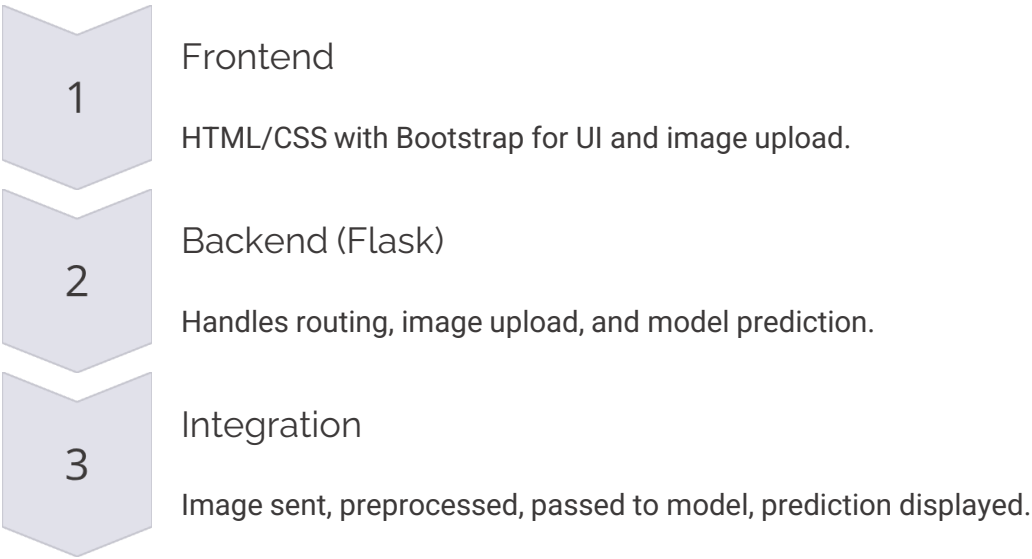 1
Frontend
HTML/CSS with Bootstrap for UI and image upload.
2
Backend (Flask)
Handles routing, image upload, and model prediction.
3
Integration
Image sent, preprocessed, passed to model, prediction displayed.